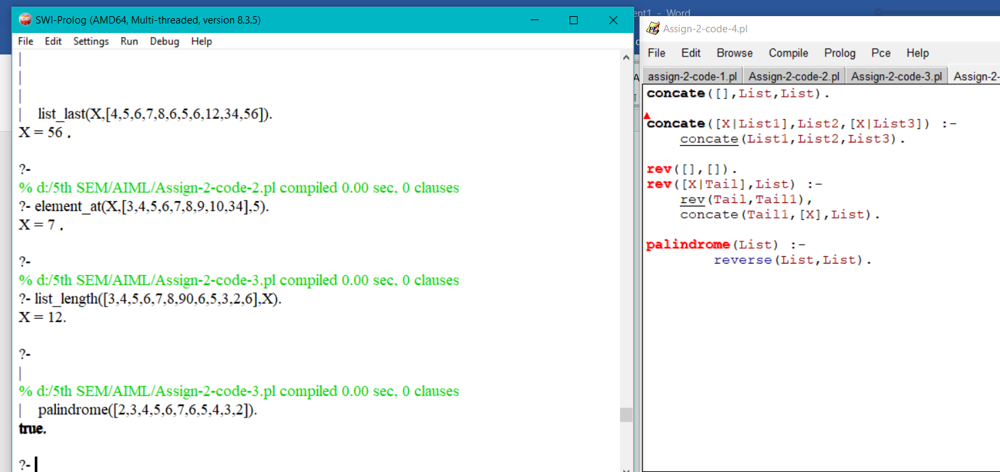 SWI-Prolog (AMD64, Multi-threaded, version 8.3.5)
File Edit Settings Run Debug Help
|
|
|
| list_last(X,[4,5,6,7,8,6,5,6,12,34,56]).
X = 56 .
?-
% d:/5th SEM/AIML/Assign-2-code-2.pl compiled 0.00 sec, 0 clauses
?- element_at(X,[3,4,5,6,7,8,9,10,34],5).
X = 7 .
?-
% d:/5th SEM/AIML/Assign-2-code-3.pl compiled 0.00 sec, 0 clauses
?- list_length([3,4,5,6,7,8,90,6,5,3,2,6],X).
X = 12.
?-
|
% d:/5th SEM/AIML/Assign-2-code-3.pl compiled 0.00 sec, 0 clauses
| palindrome([2,3,4,5,6,7,6,5,4,3,2]).
true.
?-
ent1 - Word
Assign-2-code-4.pl
File Edit Browse Compile Prolog Pce Help
assign-2-code-1.pl Assign-2-code-2.pl Assign-2-code-3.pl Assign-2-
concate([],List,List).
concate([X|List1],List2,[X|List3]) :-
concate(List1,List2,List3).
rev([],[]).
rev([X|Tail],List) :-
rev(Tail,Tail1),
concate(Tail1,[X],List).
palindrome(List) :-
reverse(List,List).